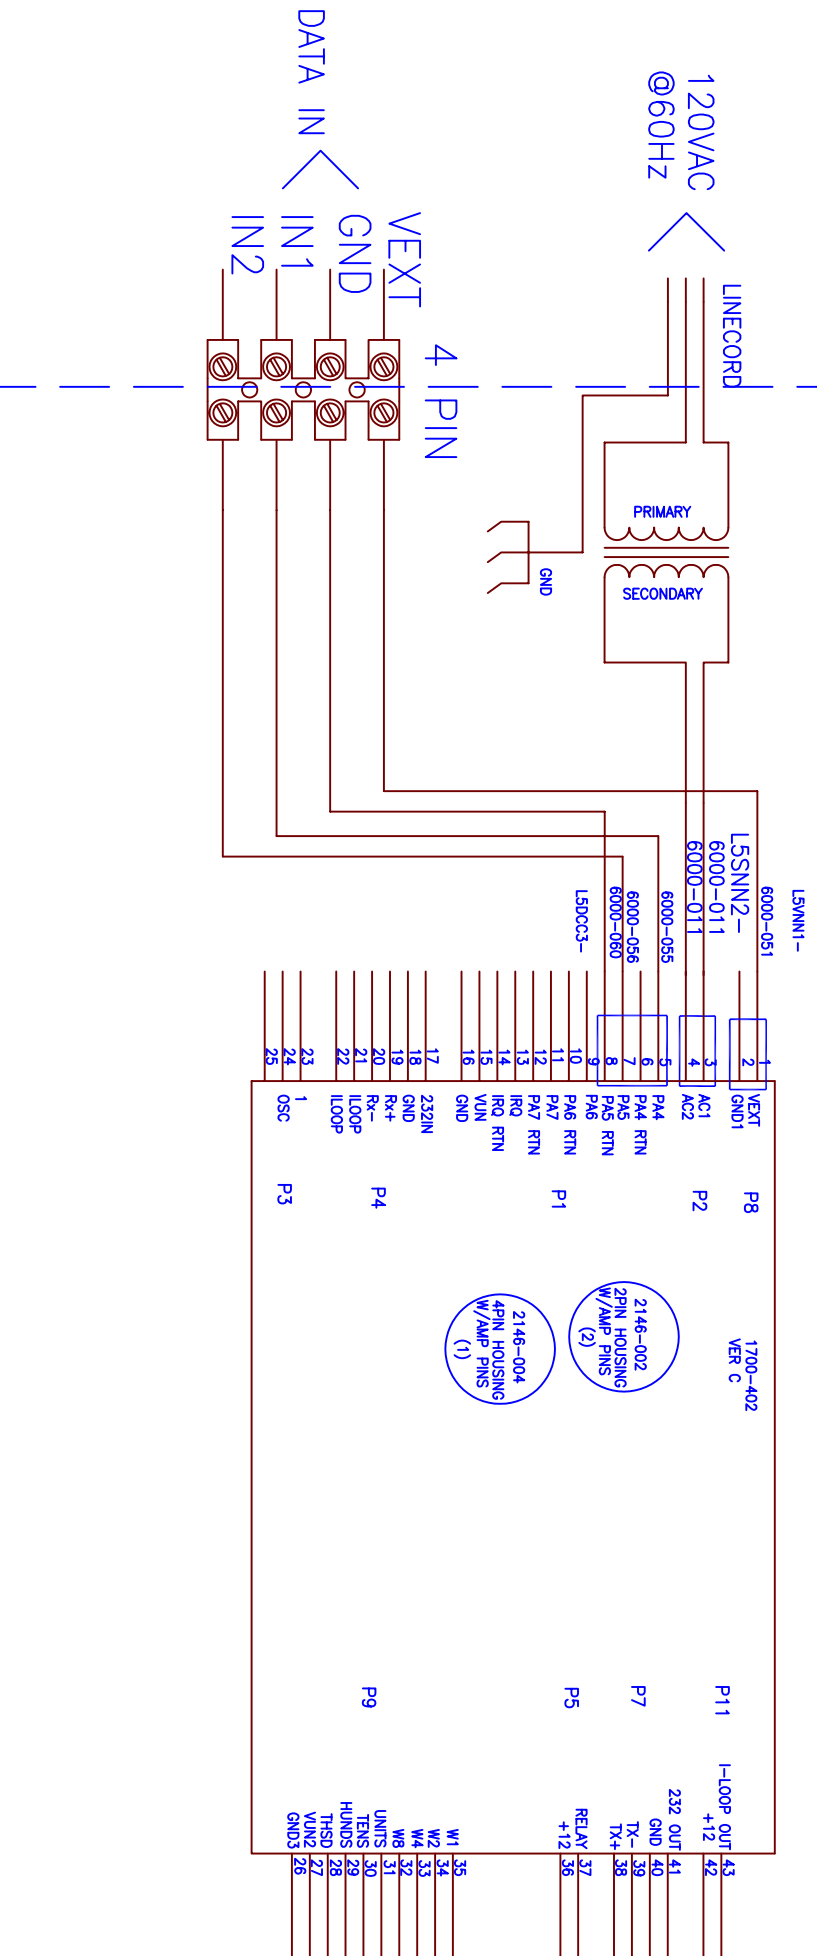 120VAC
@60Hz
LINECORD
DATA IN
VEXT
GND
IN1
IN2
4 PIN
PRIMARY
SECONDARY
GND
L5VNN1-
6000-051
L5SNN2-
6000-011
6000-011
6000-055
6000-056
6000-060
L5DCC3-
1 VEXT
2 GND1
3 AC1
4 AC2
5 PA4
6 PA4 RTN
7 PA5
8 PA5 RTN
9 PA6
10 PA6 RTN
11 PA7
12 PA7 RTN
13 IRQ
14 IRQ RTN
15 VUN
16 GND
17 232IN
18 GND
19 Rx+
20 Rx-
21 ILOOP
22 ILOOP
23 1
24 OSC
25
P8
P2
P1
P4
P3
1700-402
VER C
2146-002
2PIN HOUSING
W/AMP PINS
(2)
2146-004
4PIN HOUSING
W/AMP PINS
(1)
P11
P7
P5
P9
I-LOOP OUT 43
+12 42
232 OUT 41
GND 40
TX- 39
TX+ 38
RELAY 37
+12 36
W1 35
W2 34
W4 33
W8 32
UNITS 31
TENS 30
HUNDS 29
THSD 28
VUN2 27
GND3 26